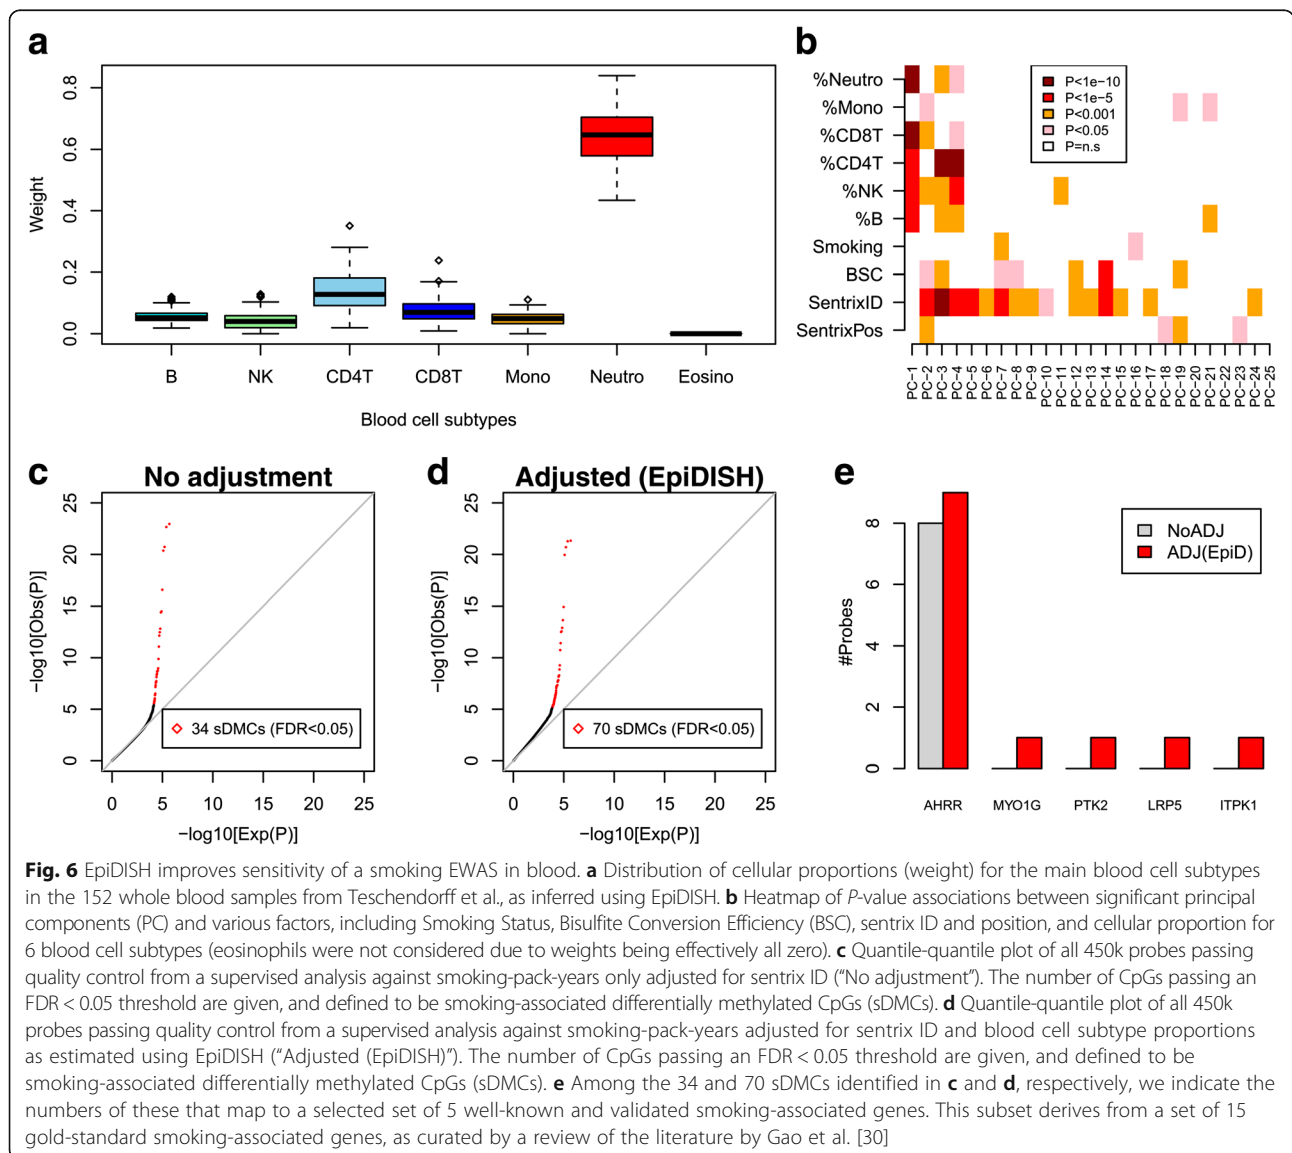 a
0.8
0.6
0.4
0.2
0.0
Weight
B NK CD4T CD8T Mono Neutro Eosino
Blood cell subtypes
b
%Neutro
%Mono
%CD8T
%CD4T
%NK
%B
Smoking
BSC
SentrixID
SentrixPos
P<1e−10
P<1e−5
P<0.001
P<0.05
P=n.s
PC−1
PC−2
PC−3
PC−4
PC−5
PC−6
PC−7
PC−8
PC−9
PC−10
PC−11
PC−12
PC−13
PC−14
PC−15
PC−16
PC−17
PC−18
PC−19
PC−20
PC−21
PC−22
PC−23
PC−24
PC−25
c
No adjustment
25
20
15
10
5
0
−log10[Obs(P)]
34 sDMCs (FDR<0.05)
0 5 10 15 20 25
−log10[Exp(P)]
d
Adjusted (EpiDISH)
25
20
15
10
5
0
−log10[Obs(P)]
70 sDMCs (FDR<0.05)
0 5 10 15 20 25
−log10[Exp(P)]
e
8
6
4
2
0
#Probes
NoADJ
ADJ(EpiD)
AHRR MYO1G PTK2 LRP5 ITPK1
Fig. 6 EpiDISH improves sensitivity of a smoking EWAS in blood. a Distribution of cellular proportions (weight) for the main blood cell subtypes
in the 152 whole blood samples from Teschendorff et al., as inferred using EpiDISH. b Heatmap of P-value associations between significant principal
components (PC) and various factors, including Smoking Status, Bisulfite Conversion Efficiency (BSC), sentrix ID and position, and cellular proportion for
6 blood cell subtypes (eosinophils were not considered due to weights being effectively all zero). c Quantile-quantile plot of all 450k probes passing
quality control from a supervised analysis against smoking-pack-years only adjusted for sentrix ID (“No adjustment”). The number of CpGs passing an
FDR < 0.05 threshold are given, and defined to be smoking-associated differentially methylated CpGs (sDMCs). d Quantile-quantile plot of all 450k
probes passing quality control from a supervised analysis against smoking-pack-years adjusted for sentrix ID and blood cell subtype proportions
as estimated using EpiDISH (“Adjusted (EpiDISH)”). The number of CpGs passing an FDR < 0.05 threshold are given, and defined to be
smoking-associated differentially methylated CpGs (sDMCs). e Among the 34 and 70 sDMCs identified in c and d, respectively, we indicate the
numbers of these that map to a selected set of 5 well-known and validated smoking-associated genes. This subset derives from a set of 15
gold-standard smoking-associated genes, as curated by a review of the literature by Gao et al. [30]